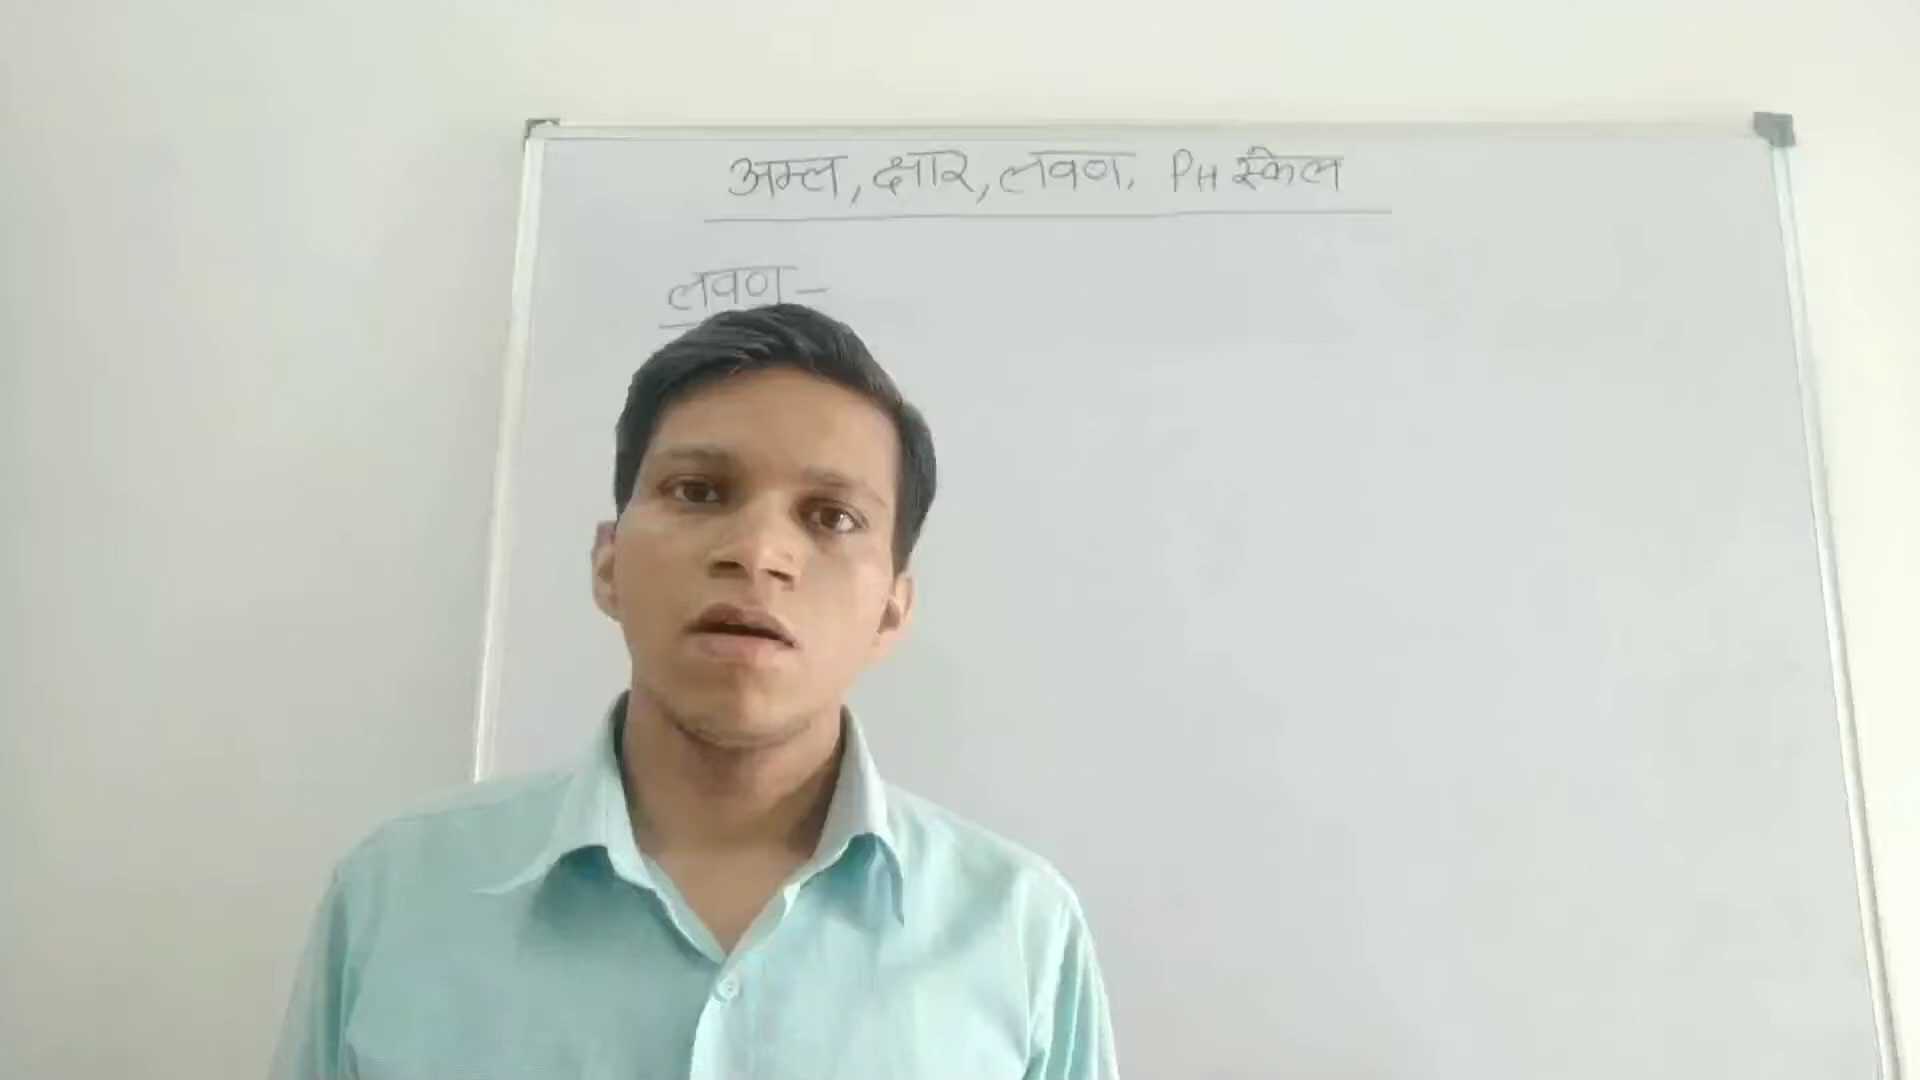 अम्ल, क्षार, लवण, PH स्केल
लवण -